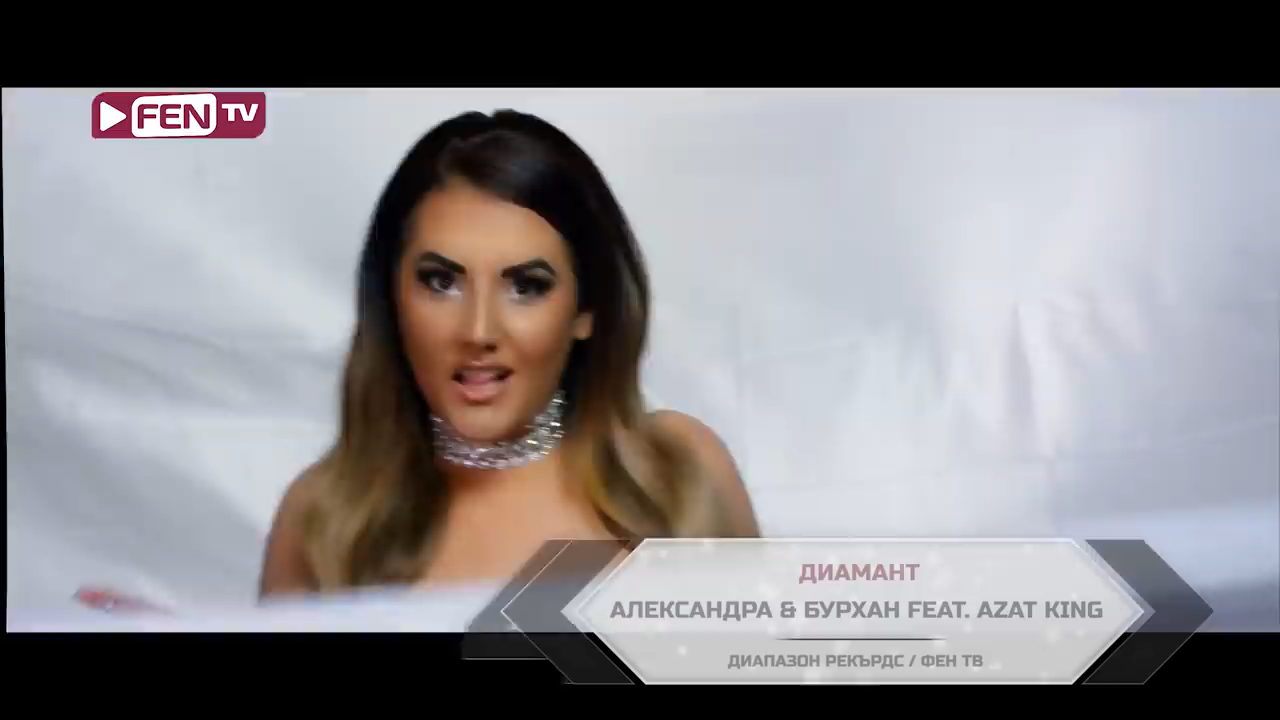 FEN TV
ДИАМАНТ
АЛЕКСАНДРА & БУРХАН FEAT. AZAT KING
ДИАПАЗОН РЕКЪРДС / ФЕН ТВ